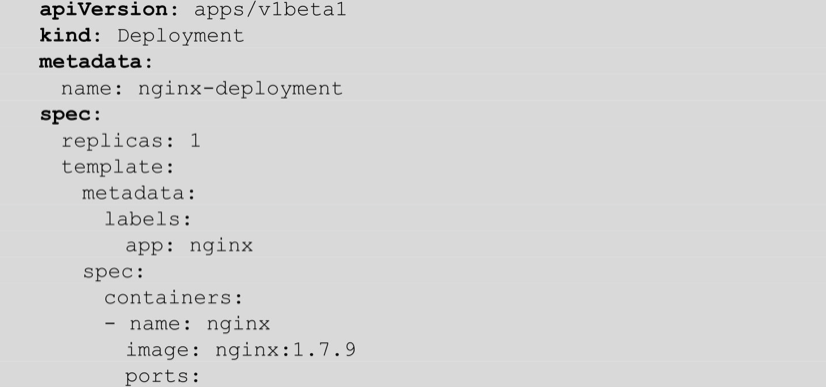 apiVersion: apps/v1beta1
kind: Deployment
metadata:
  name: nginx-deployment
spec:
  replicas: 1
  template:
    metadata:
      labels:
        app: nginx
    spec:
      containers:
      - name: nginx
        image: nginx:1.7.9
        ports: